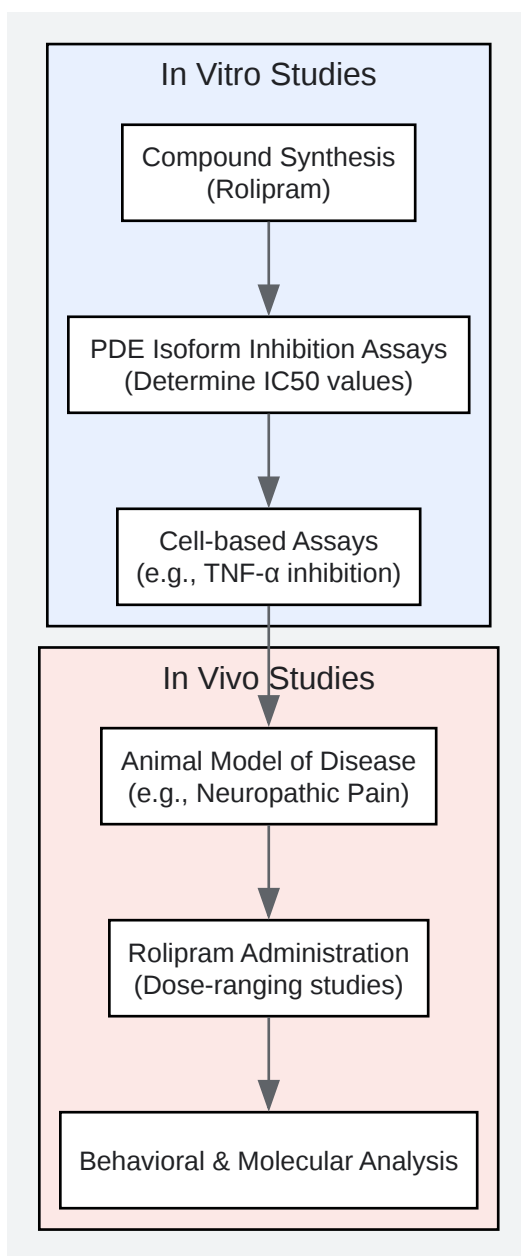 In Vitro Studies
Compound Synthesis
(Rolipram)
PDE Isoform Inhibition Assays
(Determine IC50 values)
Cell-based Assays
(e.g., TNF-α inhibition)
In Vivo Studies
Animal Model of Disease
(e.g., Neuropathic Pain)
Rolipram Administration
(Dose-ranging studies)
Behavioral & Molecular Analysis